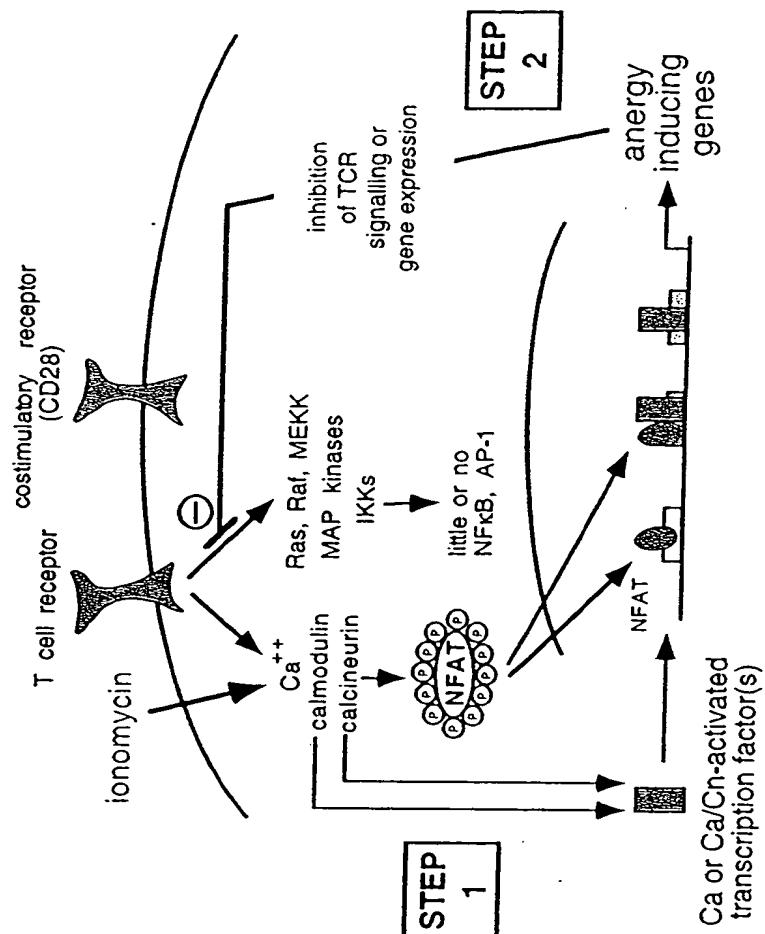 T cell receptor
costimulatory receptor
(CD28)
ionomycin
−
Ca++
calmodulin
calcineurin
Ras, Raf, MEKK
MAP kinases
IKKs
inhibition
of TCR
signalling or
gene expression
P P P P P P P P P P P P
NFAT
little or no
NFκB, AP-1
STEP
1
STEP
2
NFAT
anergy
inducing
genes
Ca or Ca/Cn-activated
transcription factor(s)